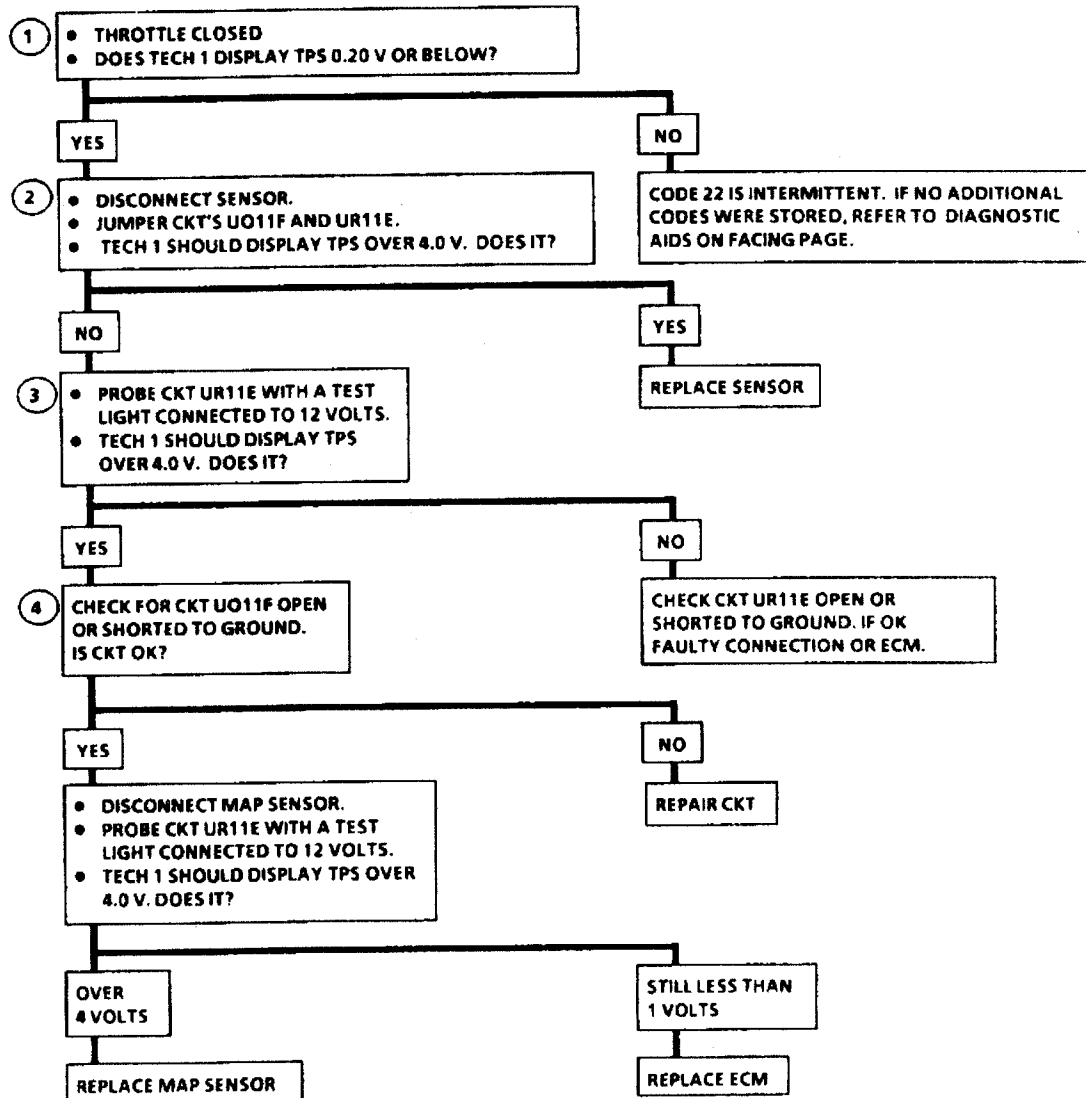 1
• THROTTLE CLOSED
• DOES TECH 1 DISPLAY TPS 0.20 V OR BELOW?
YES
NO
2
• DISCONNECT SENSOR.
• JUMPER CKT'S UO11F AND UR11E.
• TECH 1 SHOULD DISPLAY TPS OVER 4.0 V. DOES IT?
CODE 22 IS INTERMITTENT. IF NO ADDITIONAL
CODES WERE STORED, REFER TO DIAGNOSTIC
AIDS ON FACING PAGE.
NO
YES
3
• PROBE CKT UR11E WITH A TEST
LIGHT CONNECTED TO 12 VOLTS.
• TECH 1 SHOULD DISPLAY TPS
OVER 4.0 V. DOES IT?
REPLACE SENSOR
YES
NO
4
CHECK FOR CKT UO11F OPEN
OR SHORTED TO GROUND.
IS CKT OK?
CHECK CKT UR11E OPEN OR
SHORTED TO GROUND. IF OK
FAULTY CONNECTION OR ECM.
YES
NO
• DISCONNECT MAP SENSOR.
• PROBE CKT UR11E WITH A TEST
LIGHT CONNECTED TO 12 VOLTS.
• TECH 1 SHOULD DISPLAY TPS OVER
4.0 V. DOES IT?
REPAIR CKT
OVER
4 VOLTS
STILL LESS THAN
1 VOLTS
REPLACE MAP SENSOR
REPLACE ECM